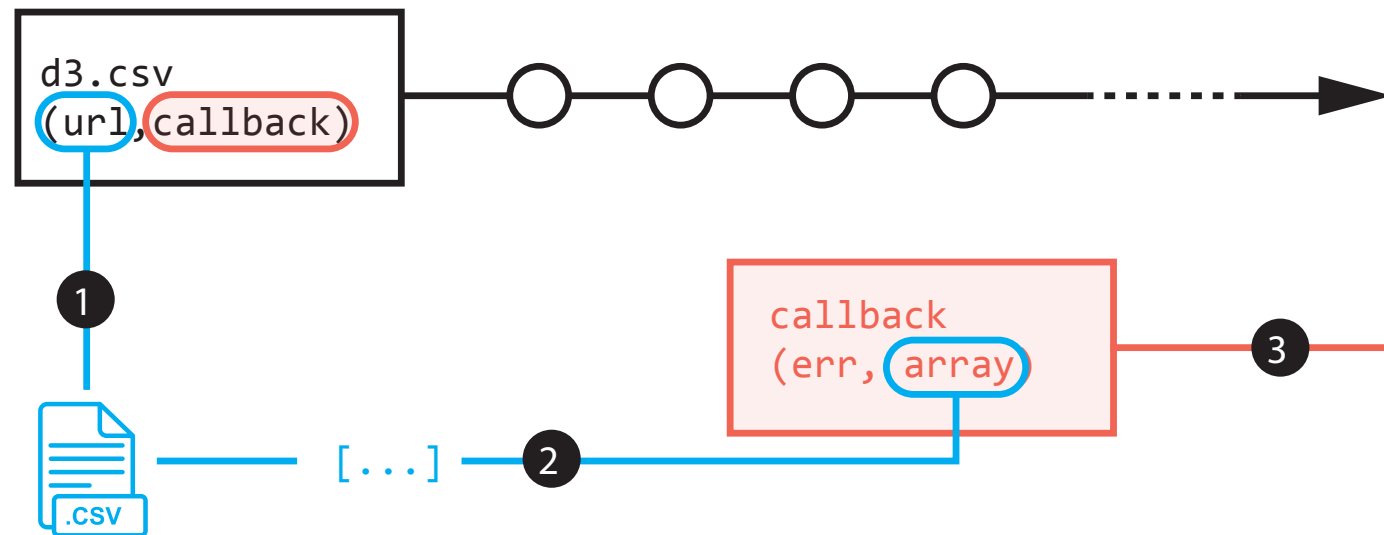 d3.csv
(url,callback)
1
callback
(err, array)
3
[...]
2
.CSV